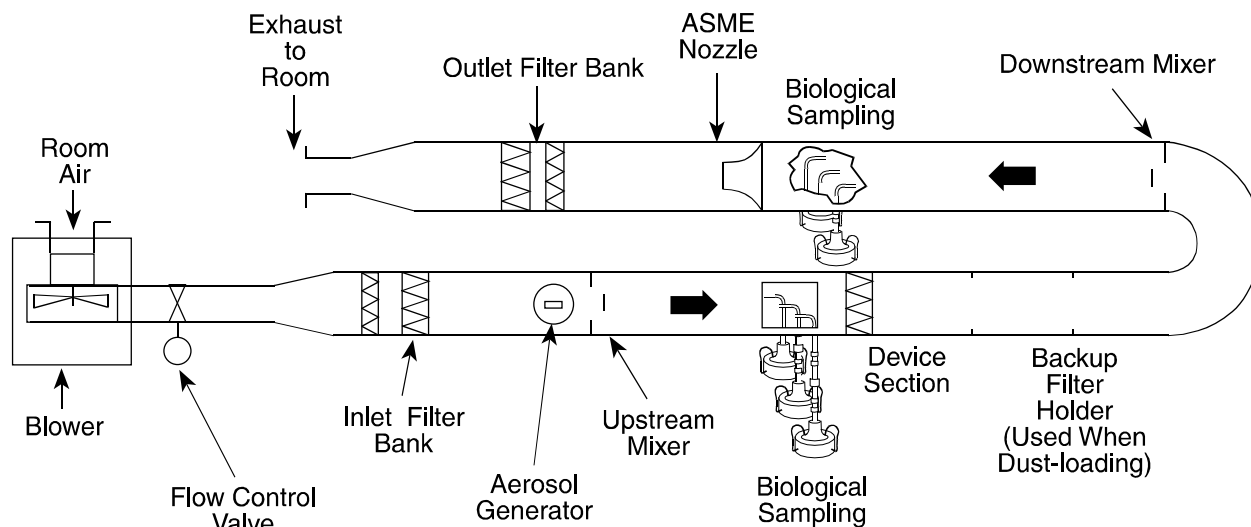 Exhaust
to
Room
ASME
Nozzle
Outlet Filter Bank
Biological
Sampling
Downstream Mixer
Room
Air
Blower
Flow Control
Valve
Inlet Filter
Bank
Aerosol
Generator
Upstream
Mixer
Biological
Sampling
Device
Section
Backup
Filter
Holder
(Used When
Dust-loading)